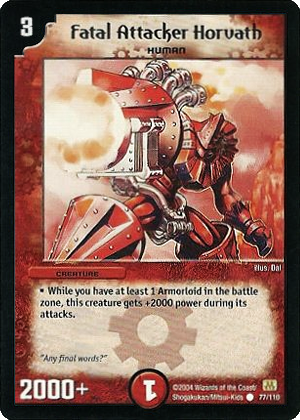 3
Fatal Attacker Horvath
HUMAN
illus. Dai
CREATURE
▪ While you have at least 1 Armorloid in the battle
zone, this creature gets +2000 power during its
attacks.
"Any final words?"
2000+
1
©2004 Wizards of the Coast/
Shogakukan/Mitsui-Kids
77/110